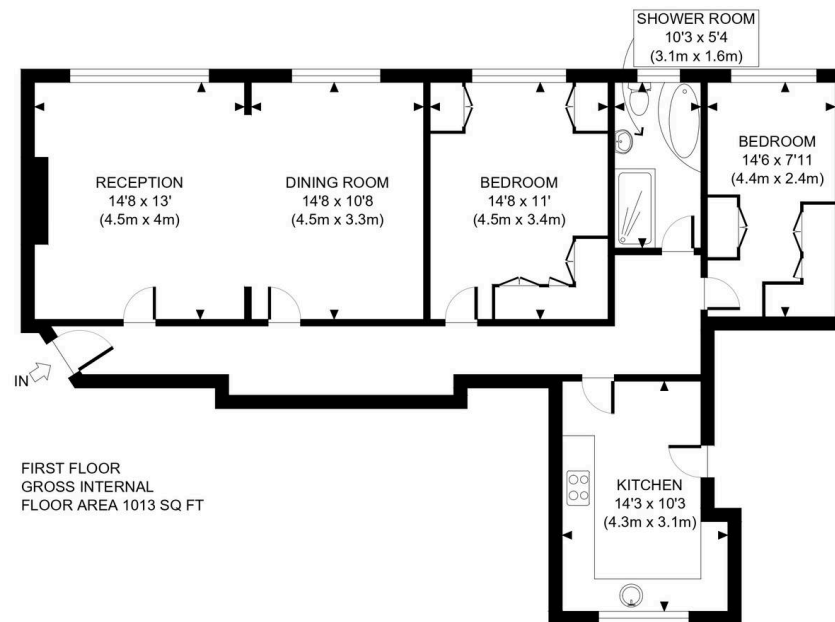 SHOWER ROOM
10'3 x 5'4
(3.1m x 1.6m)
RECEPTION
14'8 x 13'
(4.5m x 4m)
DINING ROOM
14'8 x 10'8
(4.5m x 3.3m)
BEDROOM
14'8 x 11'
(4.5m x 3.4m)
BEDROOM
14'6 x 7'11
(4.4m x 2.4m)
IN
FIRST FLOOR
GROSS INTERNAL
FLOOR AREA 1013 SQ FT
KITCHEN
14'3 x 10'3
(4.3m x 3.1m)